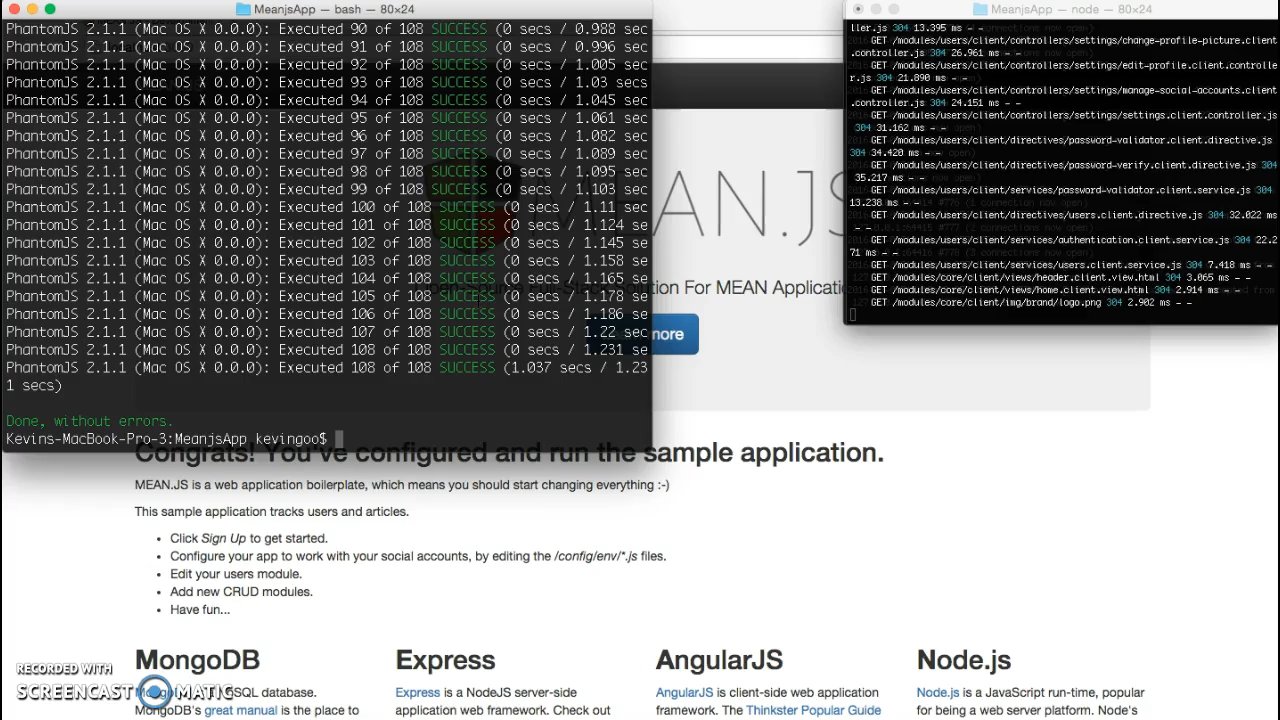 MeanjsApp — bash — 80×24
PhantomJS 2.1.1 (Mac OS X 0.0.0): Executed 90 of 108 SUCCESS (0 secs / 0.988 sec
PhantomJS 2.1.1 (Mac OS X 0.0.0): Executed 91 of 108 SUCCESS (0 secs / 0.996 sec
PhantomJS 2.1.1 (Mac OS X 0.0.0): Executed 92 of 108 SUCCESS (0 secs / 1.005 sec
PhantomJS 2.1.1 (Mac OS X 0.0.0): Executed 93 of 108 SUCCESS (0 secs / 1.03 secs
PhantomJS 2.1.1 (Mac OS X 0.0.0): Executed 94 of 108 SUCCESS (0 secs / 1.045 sec
PhantomJS 2.1.1 (Mac OS X 0.0.0): Executed 95 of 108 SUCCESS (0 secs / 1.061 sec
PhantomJS 2.1.1 (Mac OS X 0.0.0): Executed 96 of 108 SUCCESS (0 secs / 1.082 sec
PhantomJS 2.1.1 (Mac OS X 0.0.0): Executed 97 of 108 SUCCESS (0 secs / 1.089 sec
PhantomJS 2.1.1 (Mac OS X 0.0.0): Executed 98 of 108 SUCCESS (0 secs / 1.095 sec
PhantomJS 2.1.1 (Mac OS X 0.0.0): Executed 99 of 108 SUCCESS (0 secs / 1.103 sec
PhantomJS 2.1.1 (Mac OS X 0.0.0): Executed 100 of 108 SUCCESS (0 secs / 1.11 sec
PhantomJS 2.1.1 (Mac OS X 0.0.0): Executed 101 of 108 SUCCESS (0 secs / 1.124 se
PhantomJS 2.1.1 (Mac OS X 0.0.0): Executed 102 of 108 SUCCESS (0 secs / 1.145 se
PhantomJS 2.1.1 (Mac OS X 0.0.0): Executed 103 of 108 SUCCESS (0 secs / 1.158 se
PhantomJS 2.1.1 (Mac OS X 0.0.0): Executed 104 of 108 SUCCESS (0 secs / 1.165 se
PhantomJS 2.1.1 (Mac OS X 0.0.0): Executed 105 of 108 SUCCESS (0 secs / 1.178 se
PhantomJS 2.1.1 (Mac OS X 0.0.0): Executed 106 of 108 SUCCESS (0 secs / 1.186 se
PhantomJS 2.1.1 (Mac OS X 0.0.0): Executed 107 of 108 SUCCESS (0 secs / 1.22 sec
PhantomJS 2.1.1 (Mac OS X 0.0.0): Executed 108 of 108 SUCCESS (0 secs / 1.231 se
PhantomJS 2.1.1 (Mac OS X 0.0.0): Executed 108 of 108 SUCCESS (1.037 secs / 1.23
1 secs)
Done, without errors.
Kevins-MacBook-Pro-3:MeanjsApp kevingoo$
MeanjsApp — node — 80×24
ller.js 304 13.395 ms - -
GET /modules/users/client/controllers/settings/change-profile-picture.client
.controller.js 304 26.961 ms - -
GET /modules/users/client/controllers/settings/edit-profile.client.controlle
r.js 304 21.890 ms - -
GET /modules/users/client/controllers/settings/manage-social-accounts.client
.controller.js 304 24.151 ms - -
GET /modules/users/client/controllers/settings/settings.client.controller.js
304 31.162 ms - -
GET /modules/users/client/directives/password-validator.client.directive.js
304 34.420 ms - -
GET /modules/users/client/directives/password-verify.client.directive.js 304
35.217 ms - -
GET /modules/users/client/services/password-validator.client.service.js 304
13.238 ms - -
GET /modules/users/client/directives/users.client.directive.js 304 32.022 ms
- -
GET /modules/users/client/services/authentication.client.service.js 304 22.2
71 ms - -
GET /modules/users/client/services/users.client.service.js 304 7.418 ms - -
GET /modules/core/client/views/header.client.view.html 304 3.065 ms - -
GET /modules/core/client/views/home.client.view.html 304 2.914 ms - -
GET /modules/core/client/img/brand/logo.png 304 2.902 ms - -
MEAN.JS
tion For MEAN Applicati
more
Congrats! You've configured and run the sample application.
MEAN.JS is a web application boilerplate, which means you should start changing everything :-)
This sample application tracks users and articles.
• Click Sign Up to get started.
• Configure your app to work with your social accounts, by editing the /config/env/*.js files.
• Edit your users module.
• Add new CRUD modules.
• Have fun...
MongoDB
SQL database.
MongoDB's great manual is the place to
Express
Express is a NodeJS server-side
application web framework. Check out
AngularJS
AngularJS is client-side web application
framework. The Thinkster Popular Guide
Node.js
Node.js is a JavaScript run-time, popular
for being a web server platform. Node's
RECORDED WITH
SCREENCAST MATIC